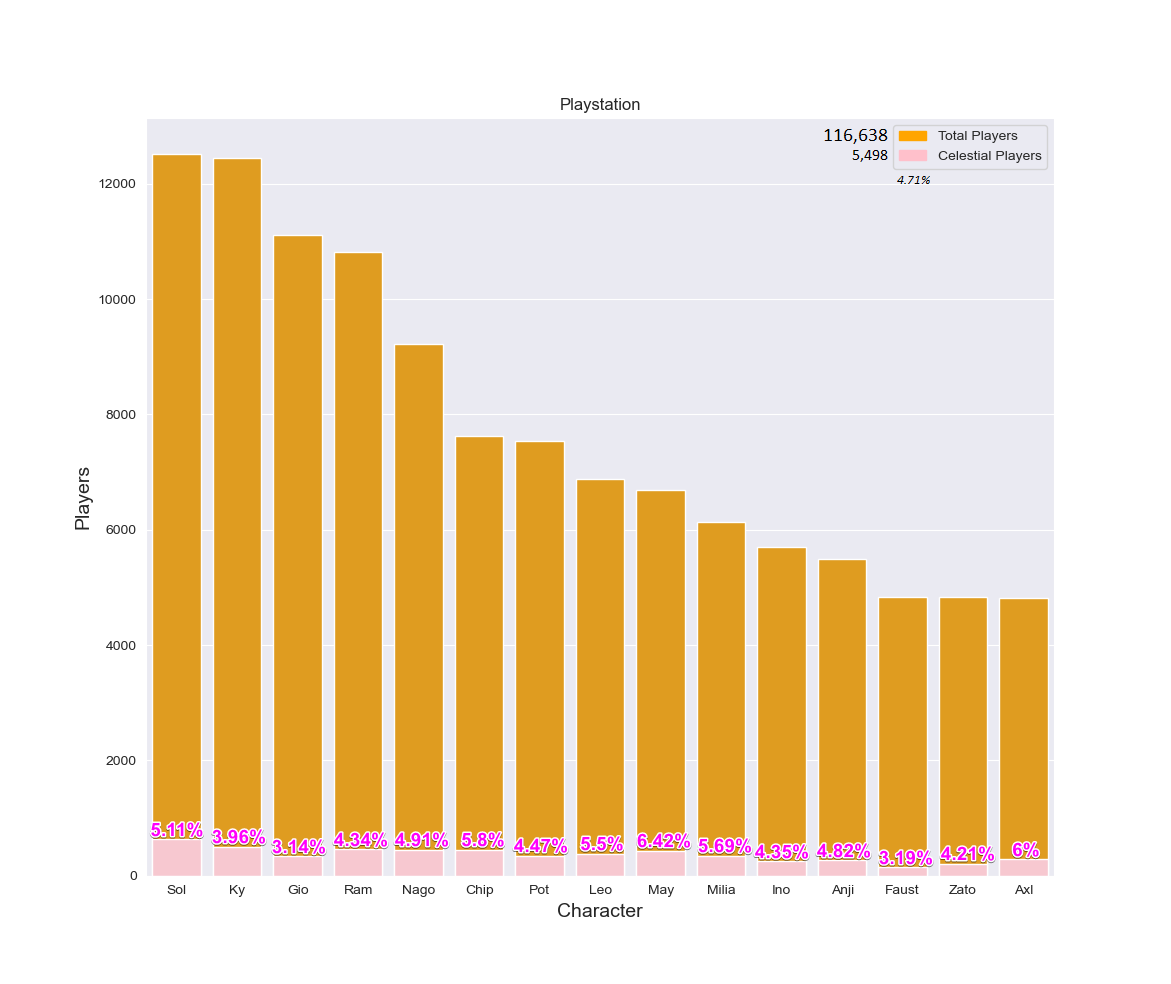 Playstation
116,638 Total Players
5,498 Celestial Players
4.71%
12000
10000
8000
6000
4000
2000
0
Players
5.11% 3.96% 3.14% 4.34% 4.91% 5.8% 4.47% 5.5% 6.42% 5.69% 4.35% 4.82% 3.19% 4.21% 6%
Sol Ky Gio Ram Nago Chip Pot Leo May Milia Ino Anji Faust Zato Axl
Character